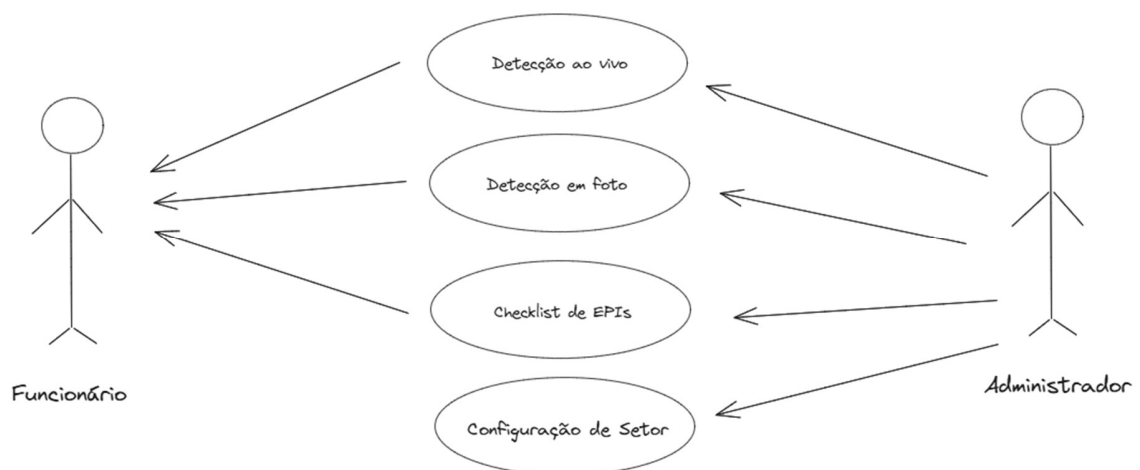 Detecção ao vivo
Detecção em foto
Checklist de EPIs
Funcionário
Administrador
Configuração de Setor